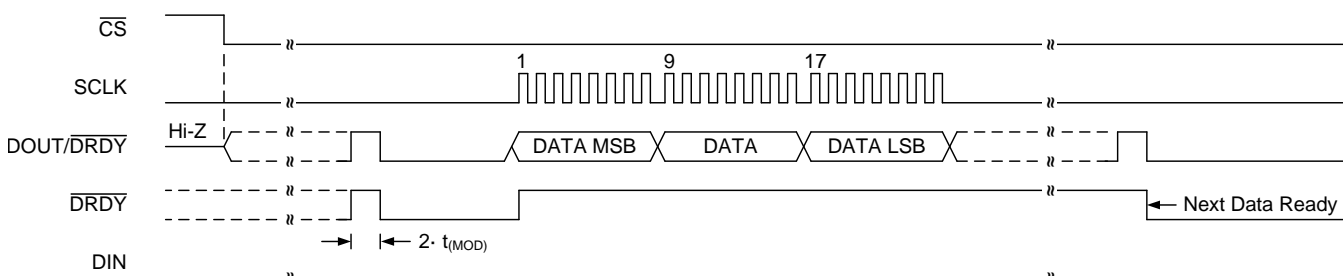 CS
1 9 17
SCLK
Hi-Z
DOUT/DRDY DATA MSB DATA DATA LSB
DRDY Next Data Ready
2· t(MOD)
DIN